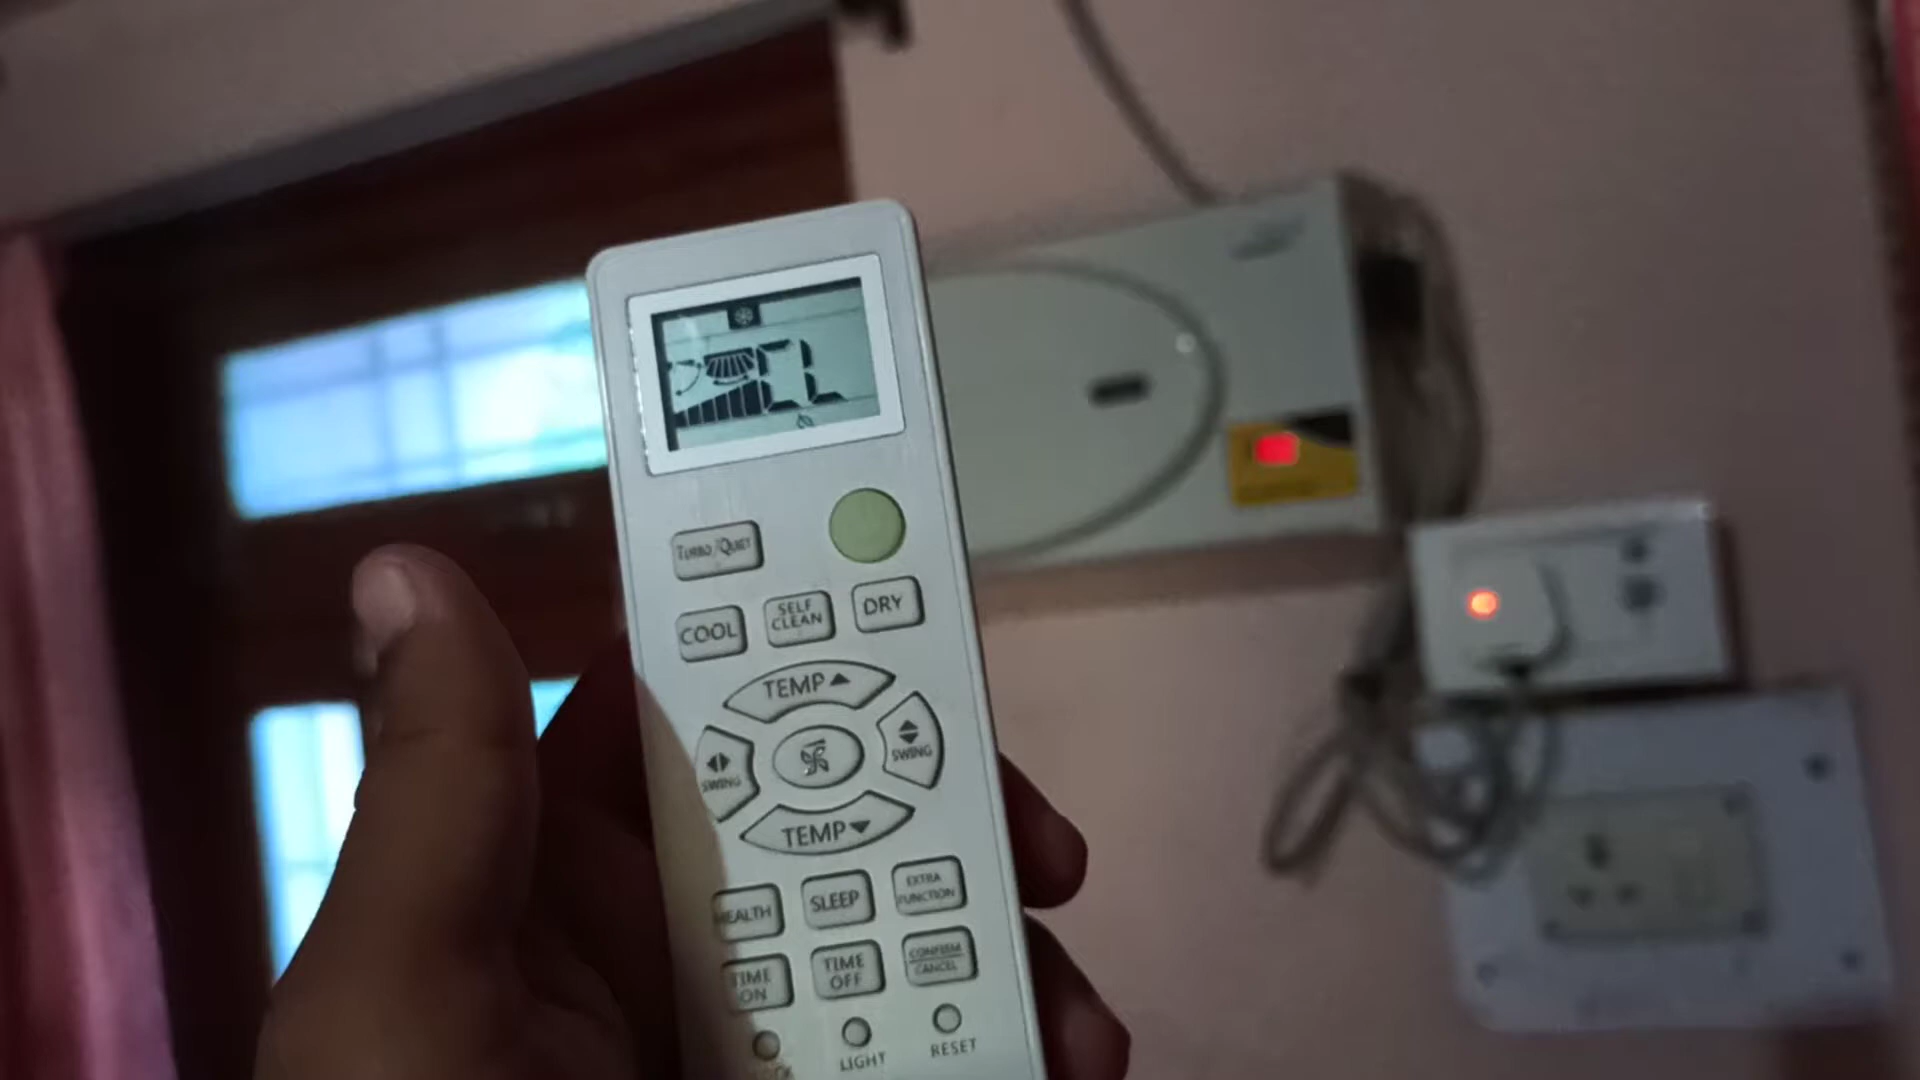 CL
TURBO/QUIET
COOL
SELF
CLEAN
DRY
TEMP▲
SWING
SWING
TEMP▼
HEALTH
SLEEP
EXTRA
FUNCTION
TIME
ON
TIME
OFF
CONFIRM
CANCEL
LIGHT
RESET